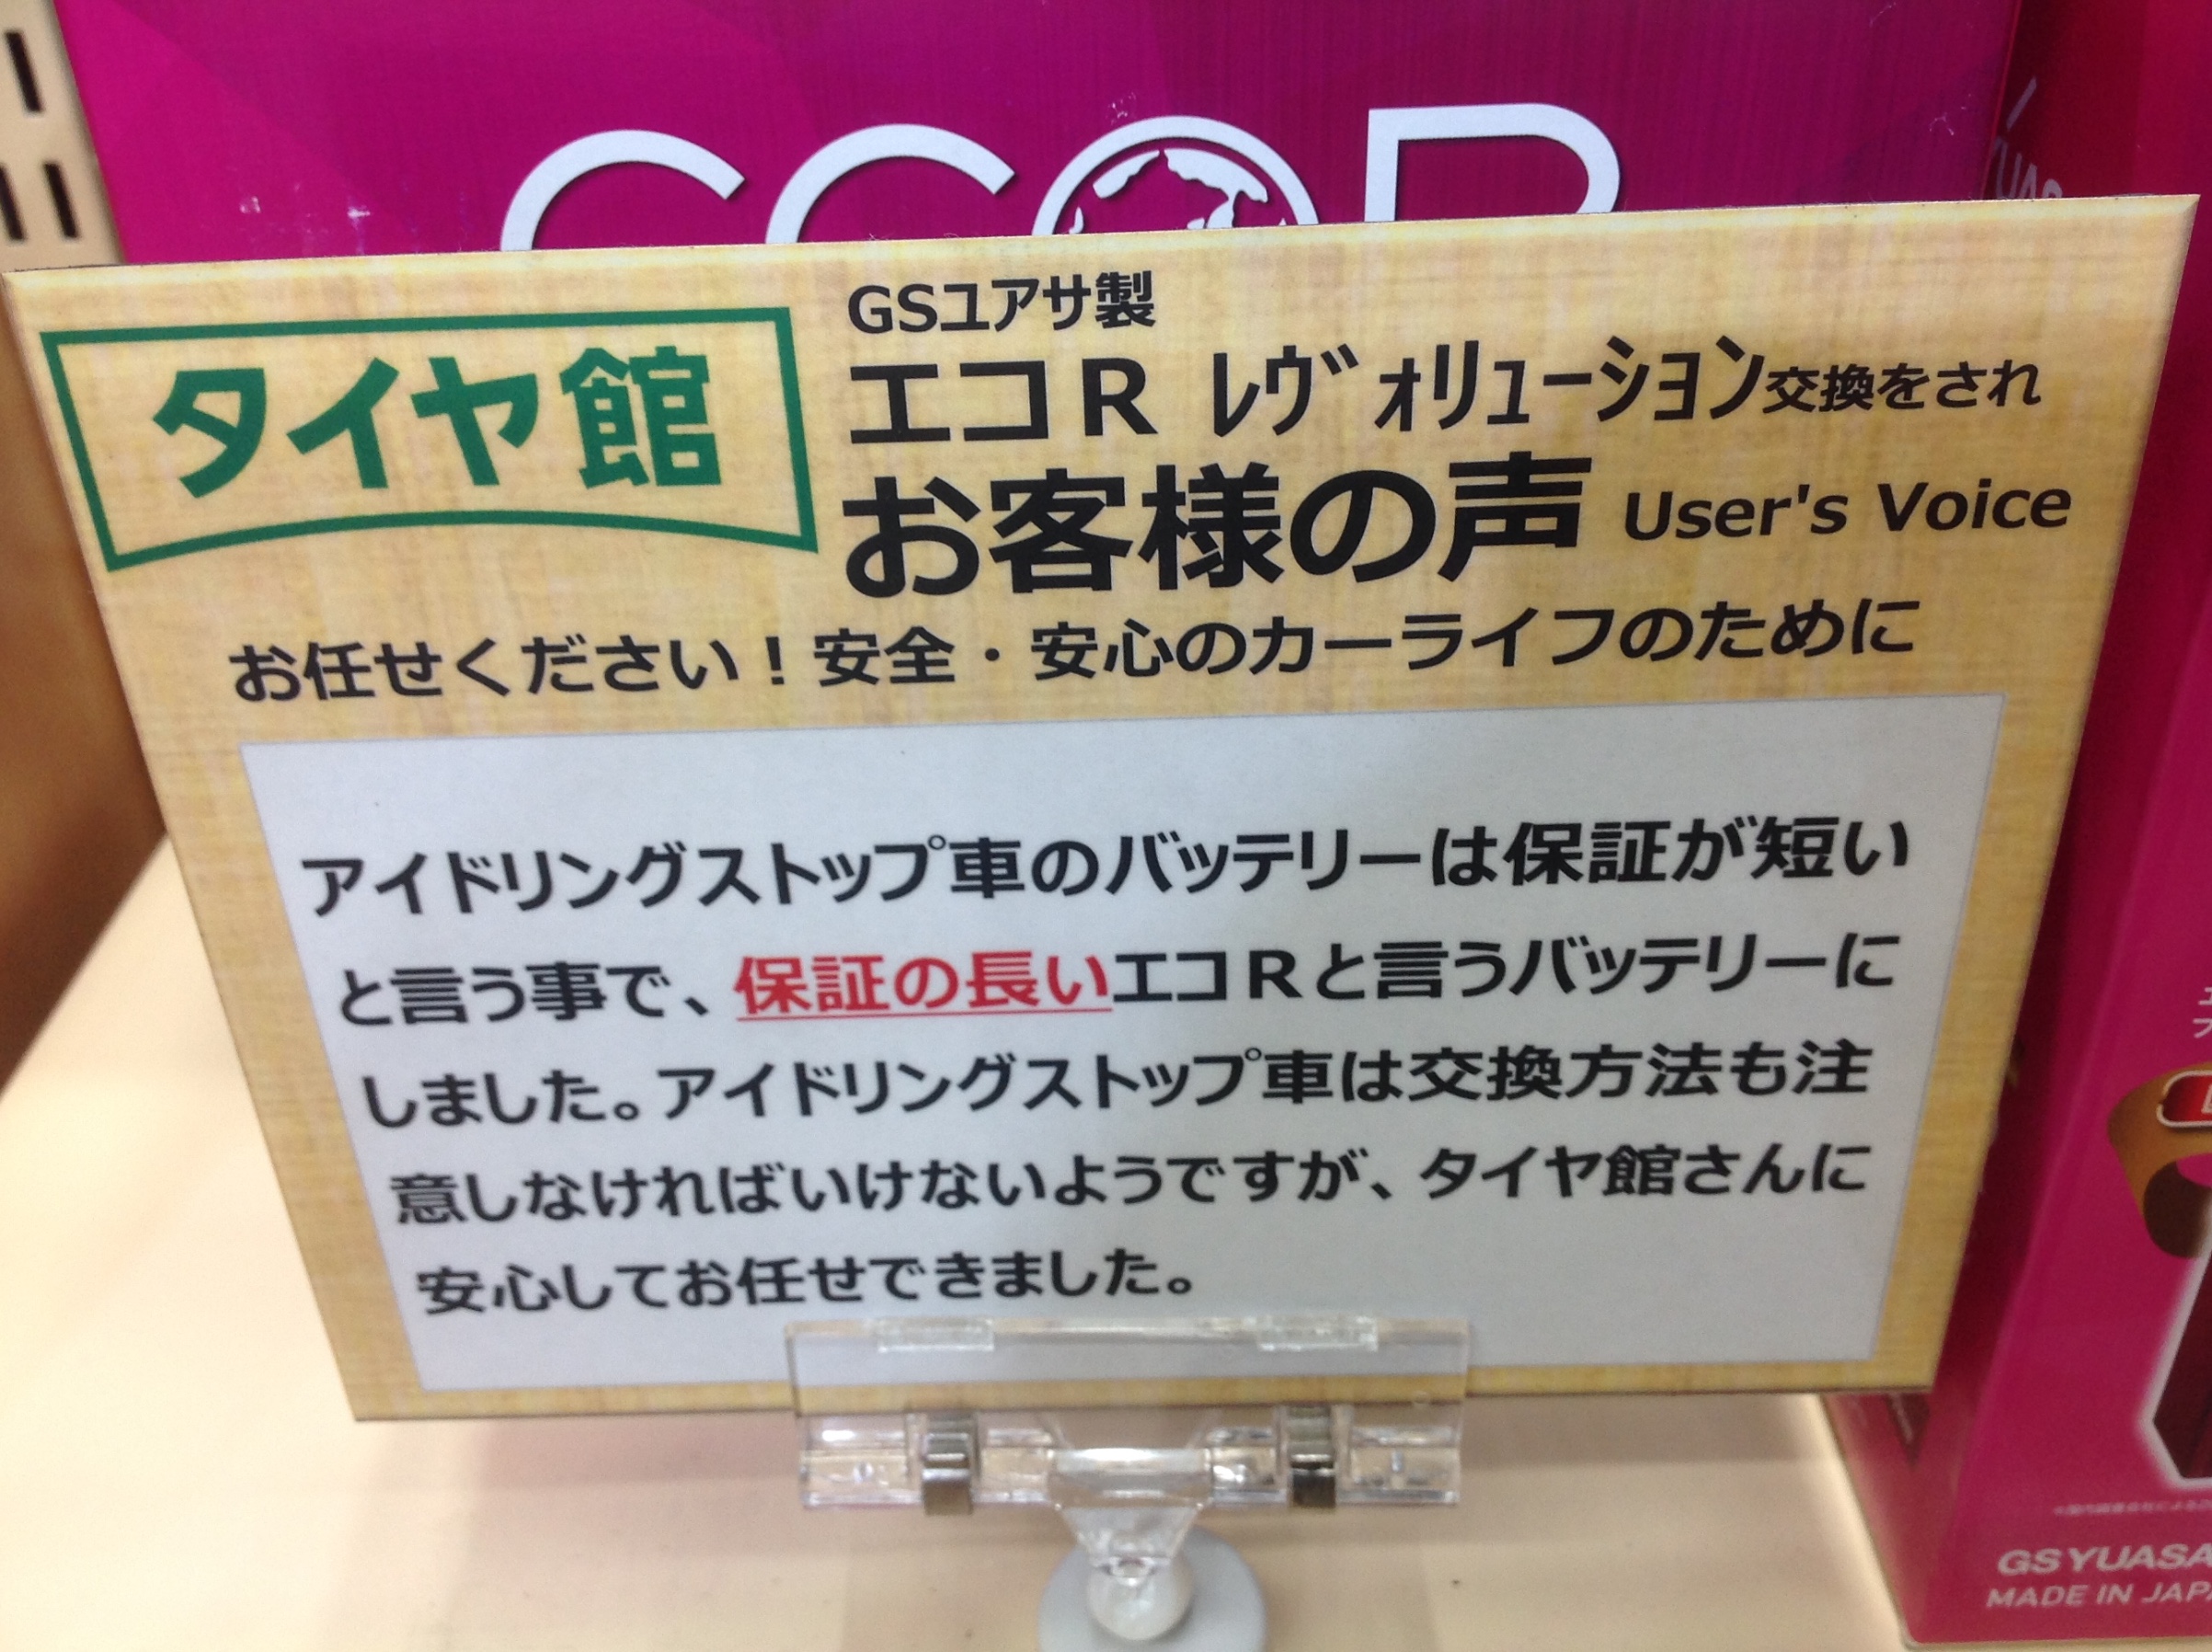 タイヤ館
GSユアサ製
エコR レヴォリューション交換をされ
お客様の声 User's Voice
お任せください！安全・安心のカーライフのために
アイドリングストップ車のバッテリーは保証が短い
と言う事で、保証の長いエコRと言うバッテリーに
しました。アイドリングストップ車は交換方法も注
意しなければいけないようですが、タイヤ館さんに
安心してお任せできました。
GS YUASA
MADE IN JAPA